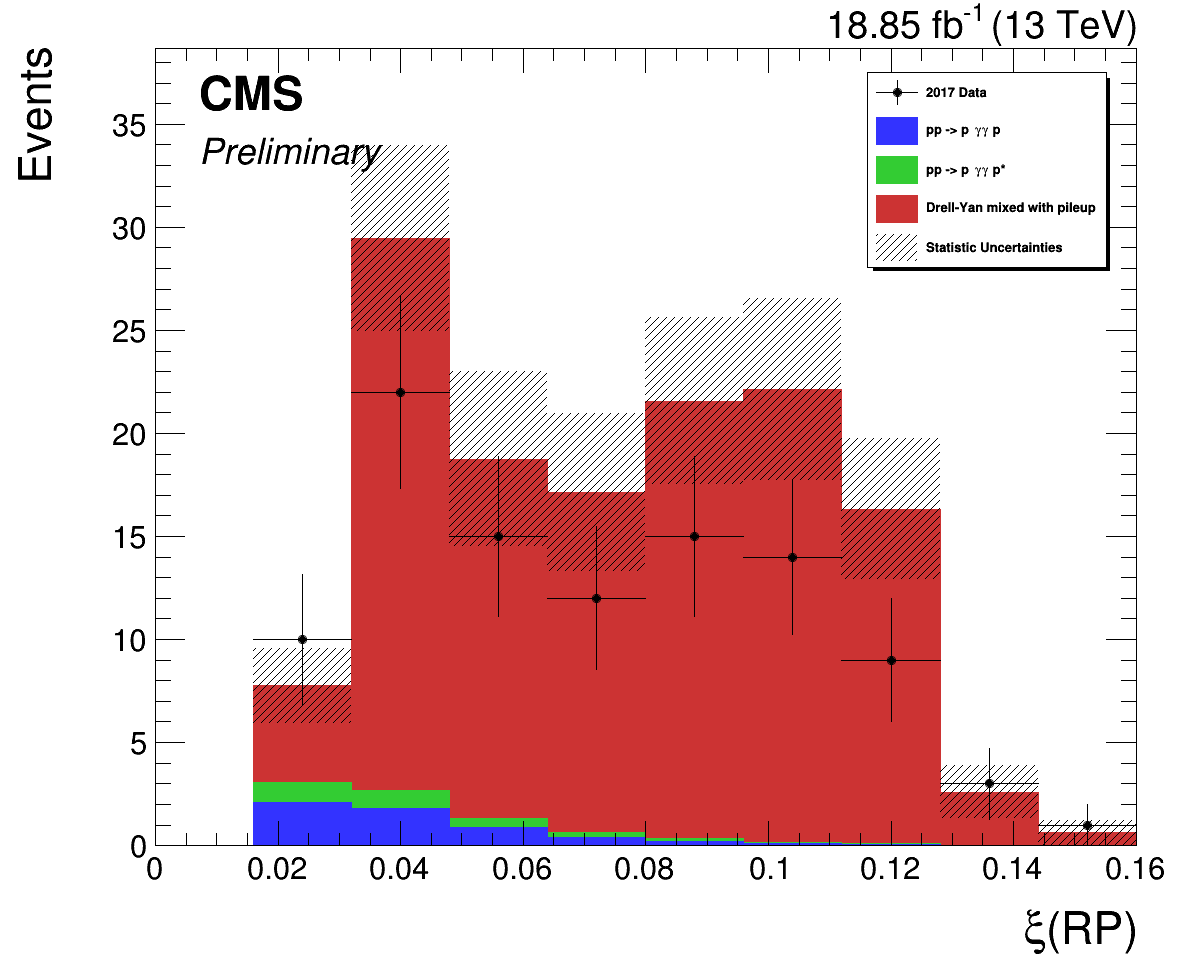 18.85 fb⁻¹ (13 TeV)
Events
CMS
Preliminary
2017 Data
pp -> p γγ p
pp -> p γγ p*
Drell-Yan mixed with pileup
Statistic Uncertainties
35
30
25
20
15
10
5
0
0 0.02 0.04 0.06 0.08 0.1 0.12 0.14 0.16
ξ(RP)